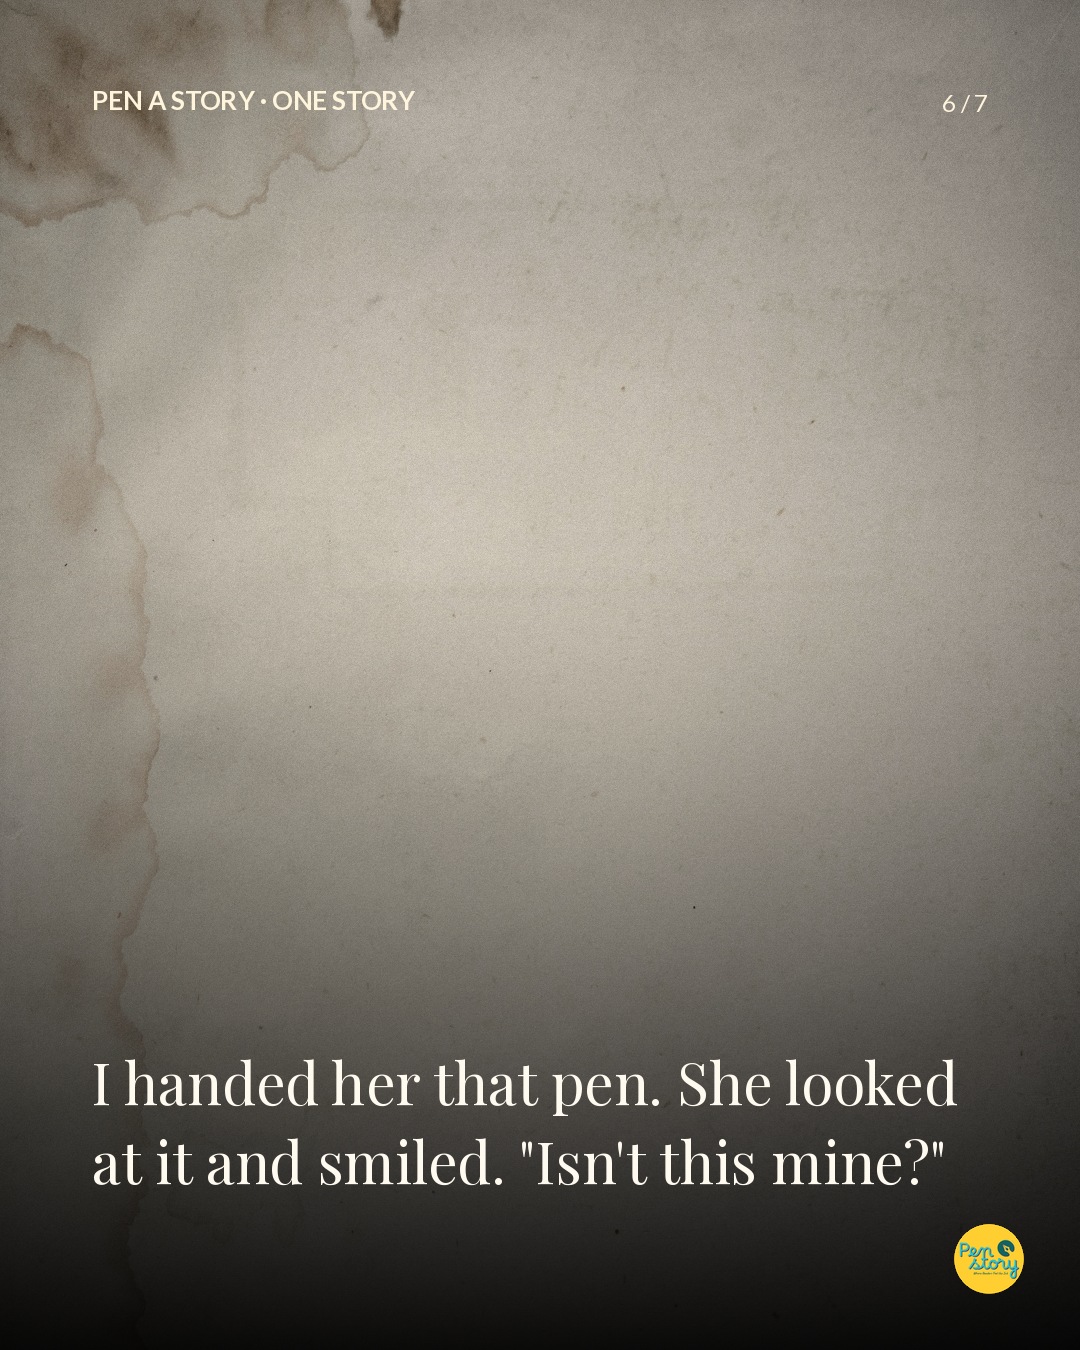 PEN A STORY · ONE STORY
6 / 7
I handed her that pen. She looked
at it and smiled. "Isn't this mine?"
Pen
story